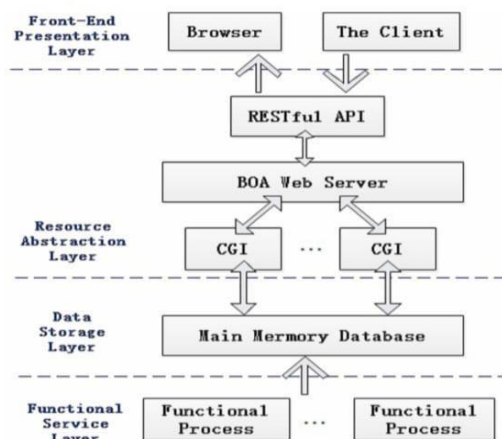 Front-End
Presentation
Layer
Browser
The Client
RESTful API
BOA Web Server
Resource
Abstraction
Layer
CGI
...
CGI
Data
Storage
Layer
Main Mermory Database
Functional
Service
Layer
Functional
Process
...
Functional
Process